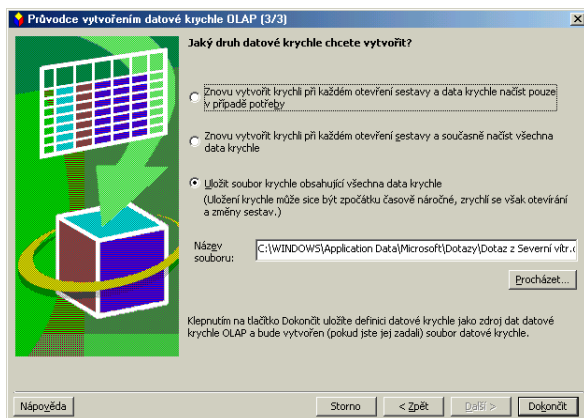 Průvodce vytvořením datové krychle OLAP (3/3)
Jaký druh datové krychle chcete vytvořit?
Znovu vytvořit krychli při každém otevření sestavy a data krychle načíst pouze
v případě potřeby
Znovu vytvořit krychli při každém otevření sestavy a současně načíst všechna
data krychle
Uložit soubor krychle obsahující všechna data krychle
(Uložení krychle může sice být zpočátku časově náročné, zrychlí se však otevírání
a změny sestav.)
Název
souboru:
C:\WINDOWS\Application Data\Microsoft\Dotazy\Dotaz z Severní vítr.c
Procházet...
Klepnutím na tlačítko Dokončit uložíte definici datové krychle jako zdroj dat datové
krychle OLAP a bude vytvořen (pokud jste jej zadali) soubor datové krychle.
Nápověda
Storno
< Zpět
Další >
Dokončit